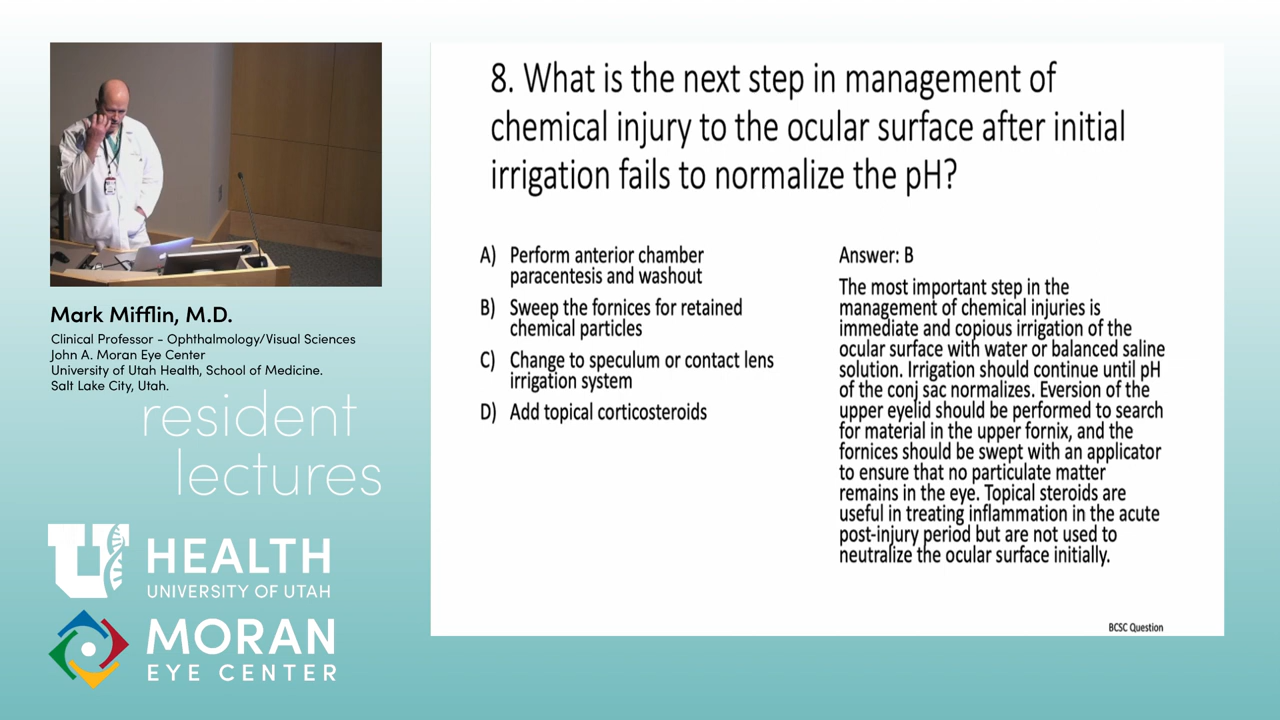 Mark Mifflin, M.D.
Clinical Professor - Ophthalmology/Visual Sciences
John A. Moran Eye Center
University of Utah Health, School of Medicine.
Salt Lake City, Utah.
resident
lectures
U HEALTH
UNIVERSITY OF UTAH
MORAN
EYE CENTER
8. What is the next step in management of
chemical injury to the ocular surface after initial
irrigation fails to normalize the pH?
A) Perform anterior chamber
paracentesis and washout
B) Sweep the fornices for retained
chemical particles
C) Change to speculum or contact lens
irrigation system
D) Add topical corticosteroids
Answer: B
The most important step in the
management of chemical injuries is
immediate and copious irrigation of the
ocular surface with water or balanced saline
solution. Irrigation should continue until pH
of the conj sac normalizes. Eversion of the
upper eyelid should be performed to search
for material in the upper fornix, and the
fornices should be swept with an applicator
to ensure that no particulate matter
remains in the eye. Topical steroids are
useful in treating inflammation in the acute
post-injury period but are not used to
neutralize the ocular surface initially.
BCSC Question